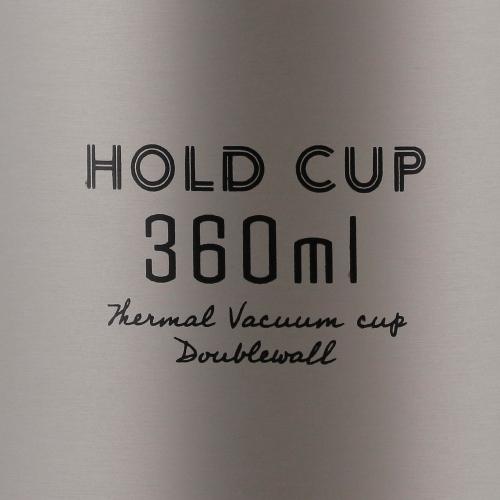 HOLD CUP
360ml
Thermal Vacuum cup
Doublewall